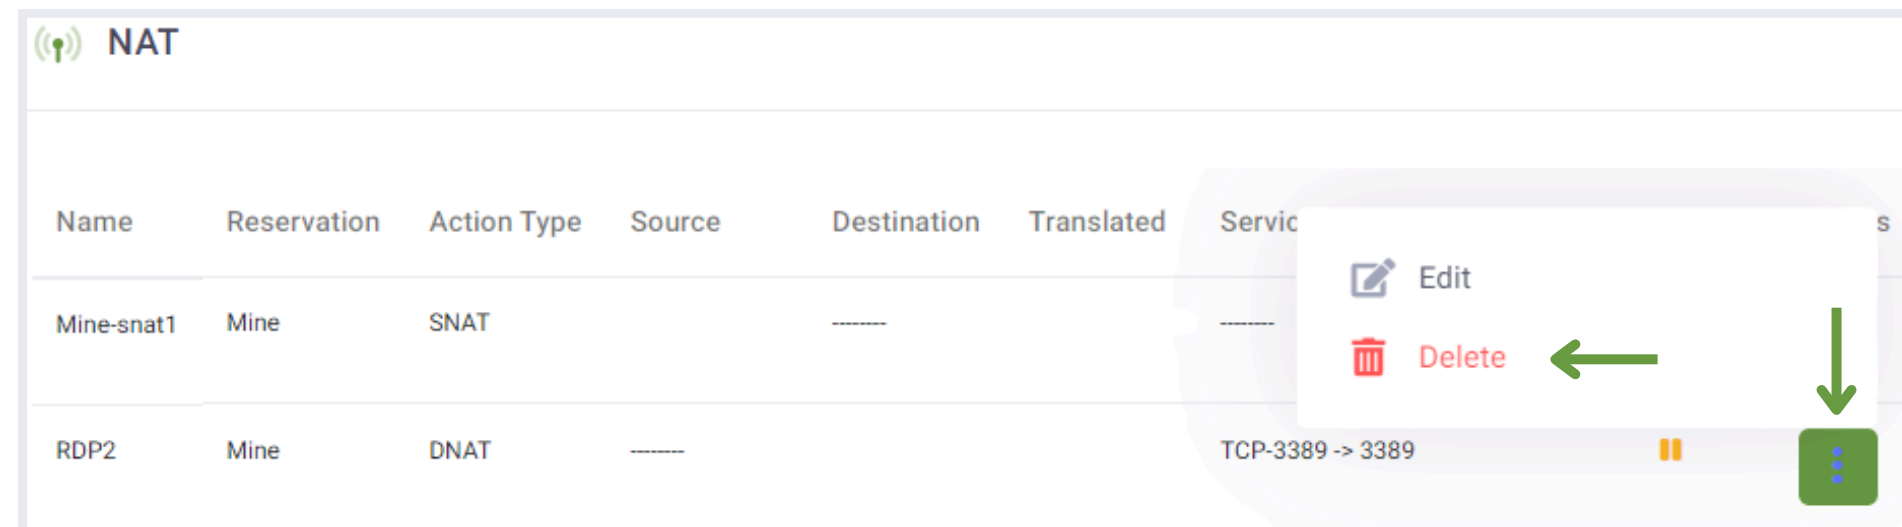 NAT
Name Reservation Action Type Source Destination Translated Servic s
Edit
Mine-snat1 Mine SNAT -------- --------
Delete
RDP2 Mine DNAT -------- TCP-3389 -> 3389